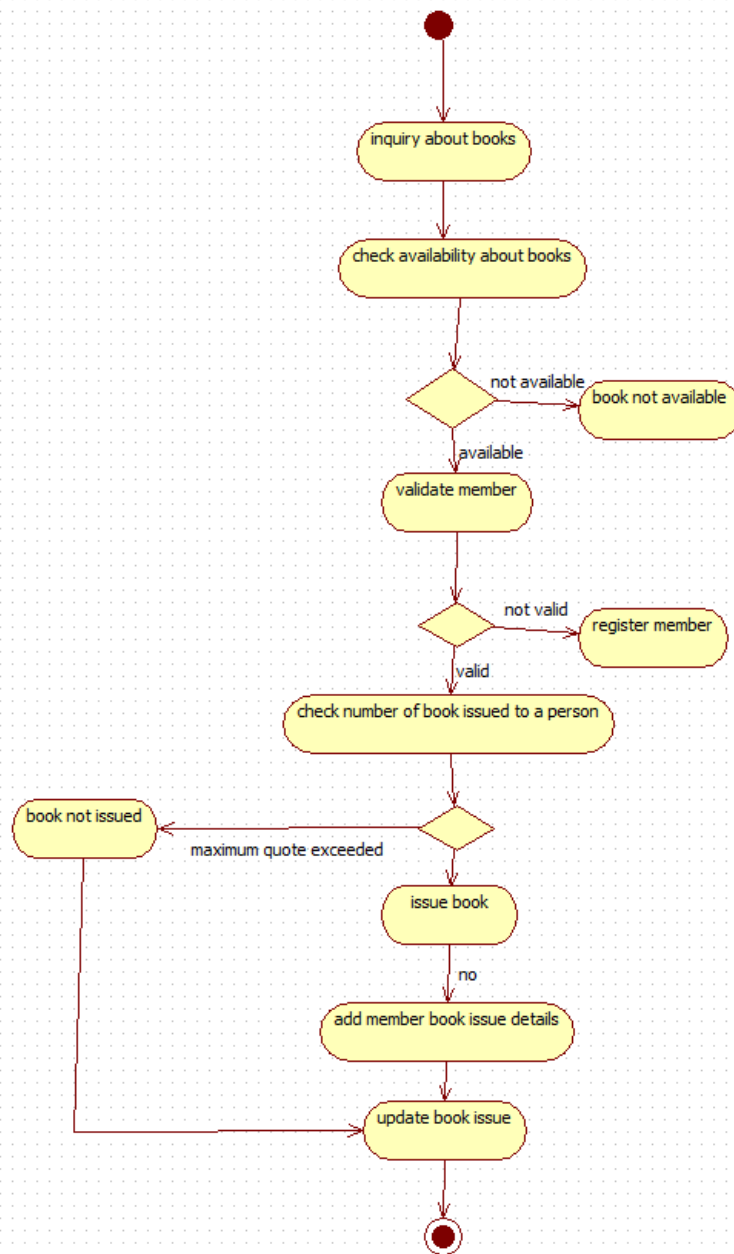 inquiry about books
check availability about books
not available
book not available
available
validate member
not valid
register member
valid
check number of book issued to a person
book not issued
maximum quote exceeded
issue book
no
add member book issue details
update book issue